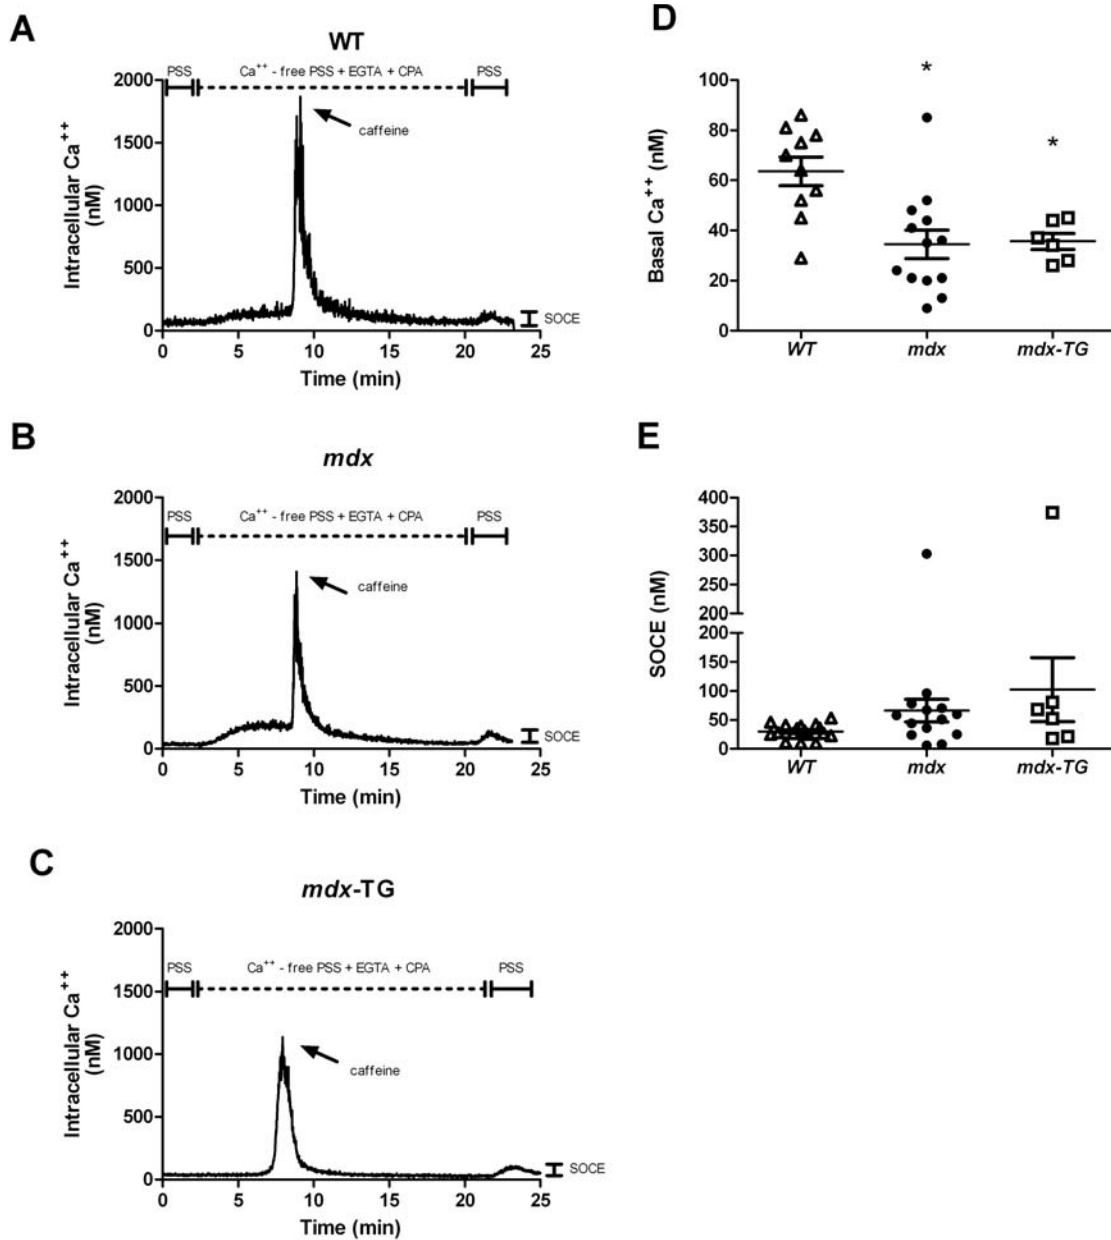 A
WT
PSS
Ca++ - free PSS + EGTA + CPA
PSS
2000
1500
1000
500
0
Intracellular Ca++
(nM)
caffeine
SOCE
0 5 10 15 20 25
Time (min)
B
mdx
PSS
Ca++ - free PSS + EGTA + CPA
PSS
2000
1500
1000
500
0
Intracellular Ca++
(nM)
caffeine
SOCE
0 5 10 15 20 25
Time (min)
C
mdx-TG
PSS
Ca++ - free PSS + EGTA + CPA
PSS
2000
1500
1000
500
0
Intracellular Ca++
(nM)
caffeine
SOCE
0 5 10 15 20 25
Time (min)
D
*
*
100
80
60
40
20
0
Basal Ca++ (nM)
WT mdx mdx-TG
E
400
350
300
250
200
200
150
100
50
0
SOCE (nM)
WT mdx mdx-TG